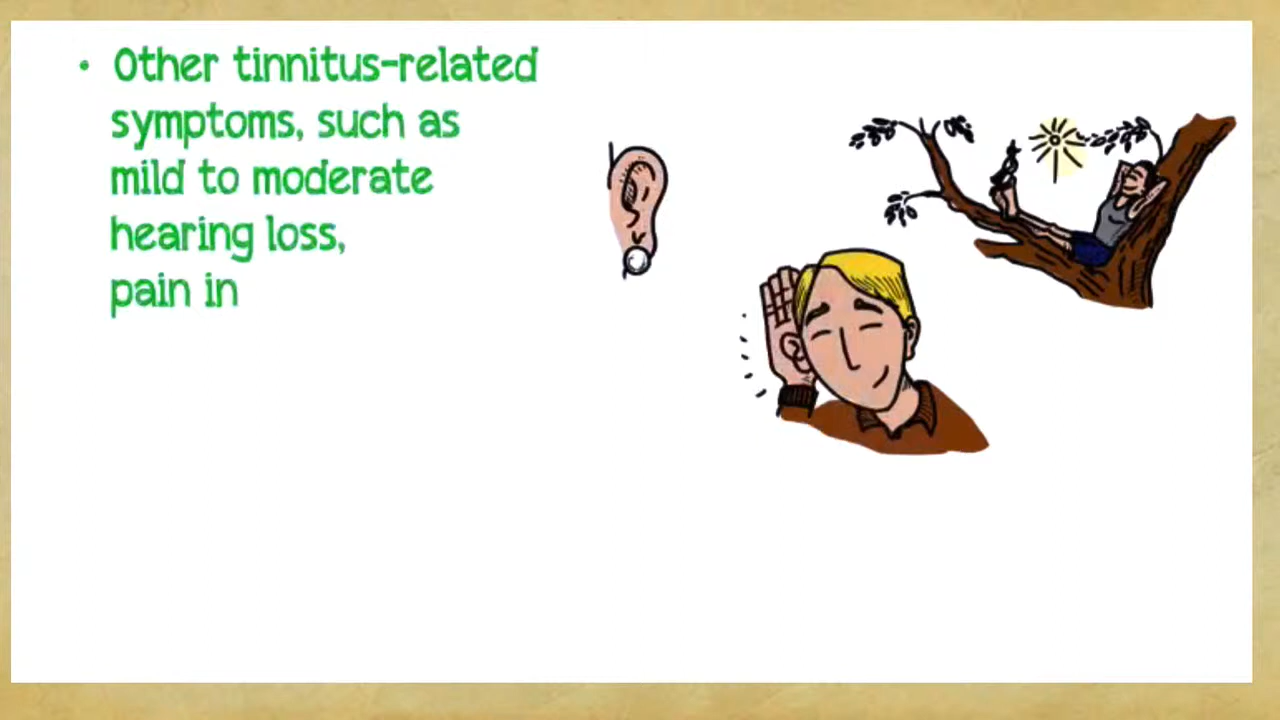 • Other tinnitus-related
symptoms, such as
mild to moderate
hearing loss,
pain in